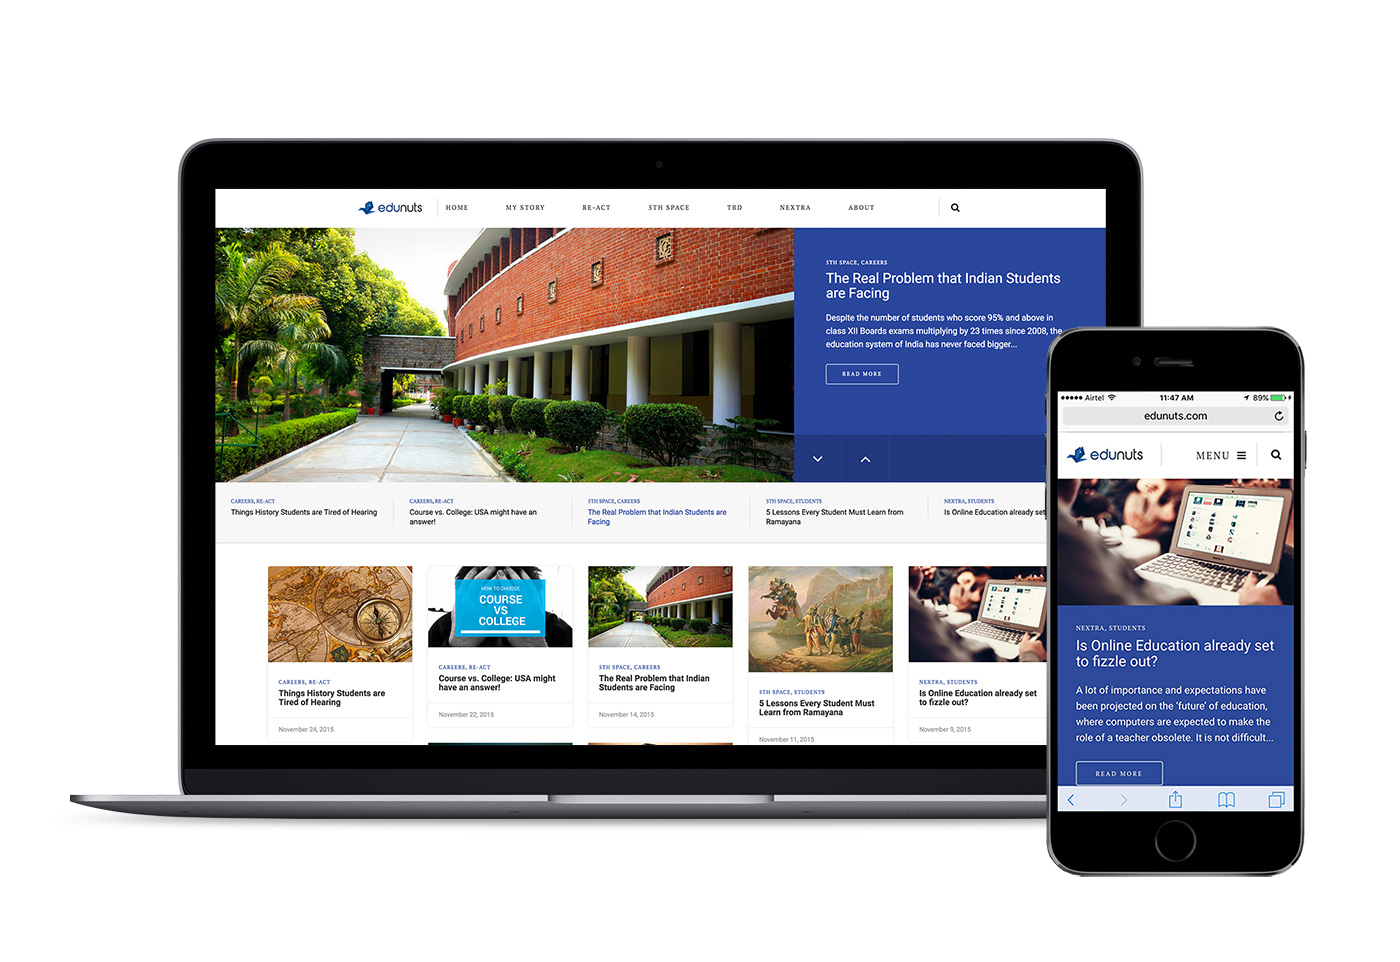 edunuts
HOME
MY STORY
RE-ACT
5TH SPACE
TRD
NEXTRA
ABOUT
5TH SPACE, CAREERS
The Real Problem that Indian Students
are Facing
Despite the number of students who score 95% and above in
class XII Boards exams multiplying by 23 times since 2008, the
education system of India has never faced bigger...
READ MORE
CAREERS, RE-ACT
Things History Students are Tired of Hearing
CAREERS, RE-ACT
Course vs. College: USA might have an
answer!
5TH SPACE, CAREERS
The Real Problem that Indian Students are
Facing
5TH SPACE, STUDENTS
5 Lessons Every Student Must Learn from
Ramayana
NEXTRA, STUDENTS
Is Online Education already set
CAREERS, RE-ACT
Things History Students are
Tired of Hearing
November 24, 2015
HOW TO CHOOSE
COURSE
VS
COLLEGE
CAREERS, RE-ACT
Course vs. College: USA might
have an answer!
November 22, 2015
5TH SPACE, CAREERS
The Real Problem that Indian
Students are Facing
November 14, 2015
5TH SPACE, STUDENTS
5 Lessons Every Student Must
Learn from Ramayana
November 11, 2015
NEXTRA, STUDENTS
Is Online Education already set
to fizzle out?
November 9, 2015
Airtel
11:47 AM
89%
edunuts.com
edunuts
MENU
NEXTRA, STUDENTS
Is Online Education already set
to fizzle out?
A lot of importance and expectations have
been projected on the 'future' of education,
where computers are expected to make the
role of a teacher obsolete. It is not difficult...
READ MORE